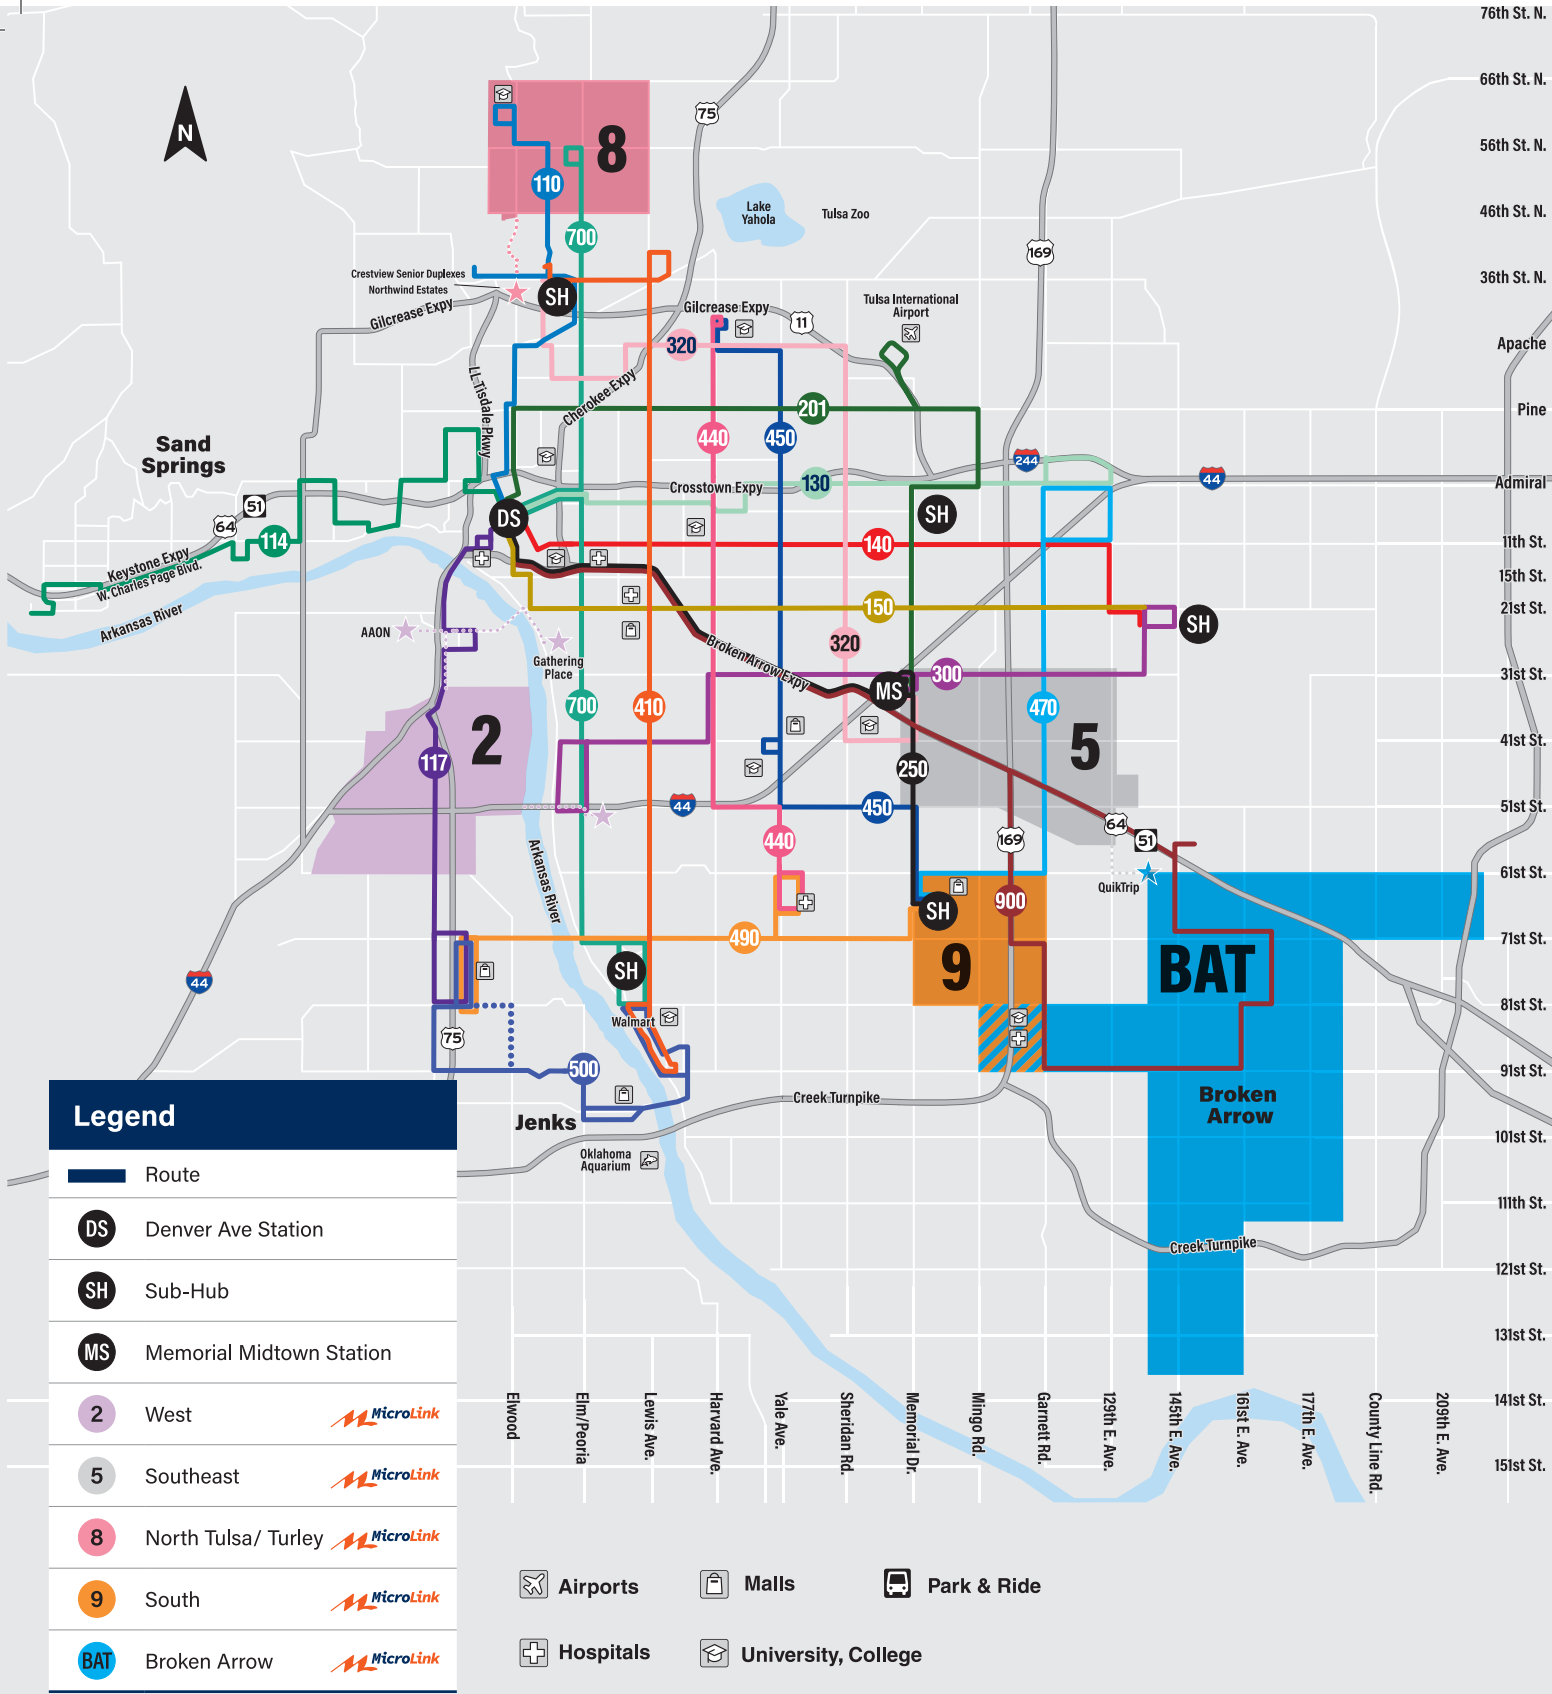 76th St. N.
66th St. N.
56th St. N.
46th St. N.
36th St. N.
Apache
Pine
Admiral
11th St.
15th St.
21st St.
31st St.
41st St.
51st St.
61st St.
71st St.
81st St.
91st St.
101st St.
111th St.
121st St.
131st St.
141st St.
151st St.
N
8
75
110
700
Lake
Yahola
Tulsa Zoo
169
Crestview Senior Duplexes
Northwind Estates
SH
Gilcrease Expy
Gilcrease Expy
11
Tulsa International
Airport
320
LL Tisdale Pkwy
Cherokee Expy
201
Sand
Springs
440
450
244
44
51
64
Crosstown Expy
130
DS
SH
114
Keystone Expy
W. Charles Page Blvd.
Arkansas River
140
150
AAON
Gathering
Place
SH
320
Broken Arrow Expy
MS
300
2
700
410
470
5
117
250
44
450
64
51
440
169
QuikTrip
Arkansas River
SH
900
490
9
BAT
44
SH
Walmart
75
500
Jenks
Creek Turnpike
Broken
Arrow
Oklahoma
Aquarium
Creek Turnpike
Elwood
Elm/Peoria
Lewis Ave.
Harvard Ave.
Yale Ave.
Sheridan Rd.
Memorial Dr.
Mingo Rd.
Garnett Rd.
129th E. Ave.
145th E. Ave.
161st E. Ave.
177th E. Ave.
County Line Rd.
209th E. Ave.
Legend
Route
DS Denver Ave Station
SH Sub-Hub
MS Memorial Midtown Station
2 West MicroLink
5 Southeast MicroLink
8 North Tulsa/ Turley MicroLink
9 South MicroLink
BAT Broken Arrow MicroLink
Airports
Malls
Park & Ride
Hospitals
University, College